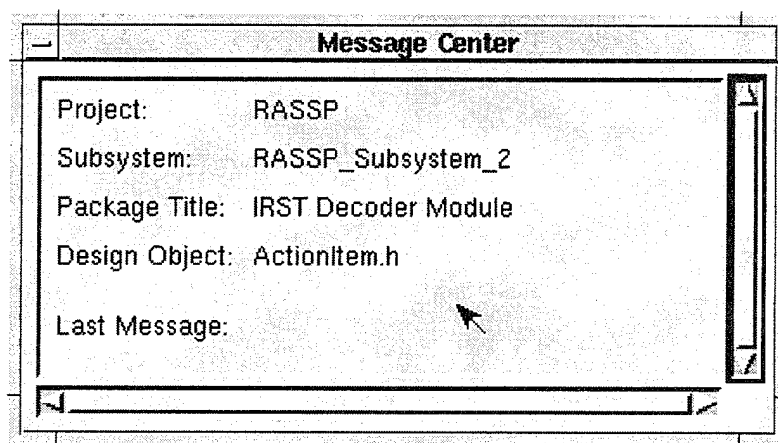 Message Center
Project: RASSP
Subsystem: RASSP_Subsystem_2
Package Title: IRST Decoder Module
Design Object: ActionItem.h
Last Message: